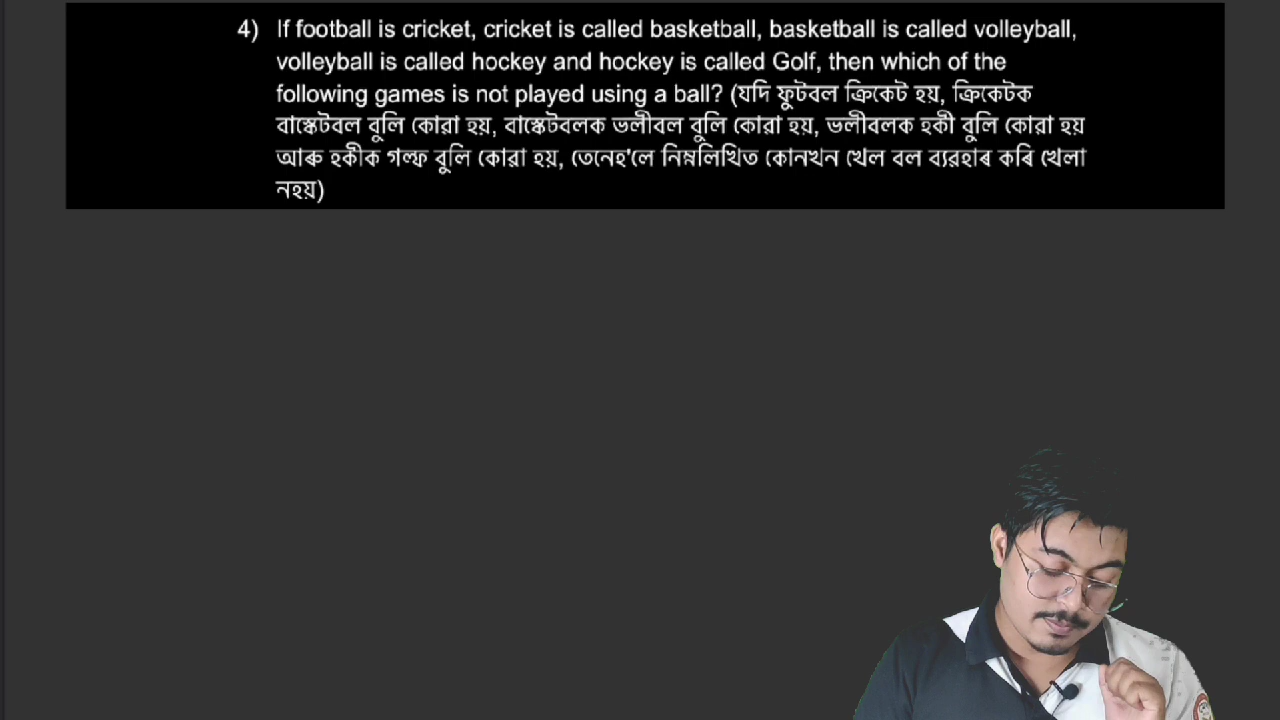 4) If football is cricket, cricket is called basketball, basketball is called volleyball,
volleyball is called hockey and hockey is called Golf, then which of the
following games is not played using a ball? (যদি ফুটবল ক্ৰিকেট হয়, ক্ৰিকেটক
বাস্কেটবল বুলি কোৱা হয়, বাস্কেটবলক ভলীবল বুলি কোৱা হয়, ভলীবলক হকী বুলি কোৱা হয়
আৰু হকীক গল্ফ বুলি কোৱা হয়, তেনেহ'লে নিম্নলিখিত কোনখন খেল বল ব্যৱহাৰ কৰি খেলা
নহয়)